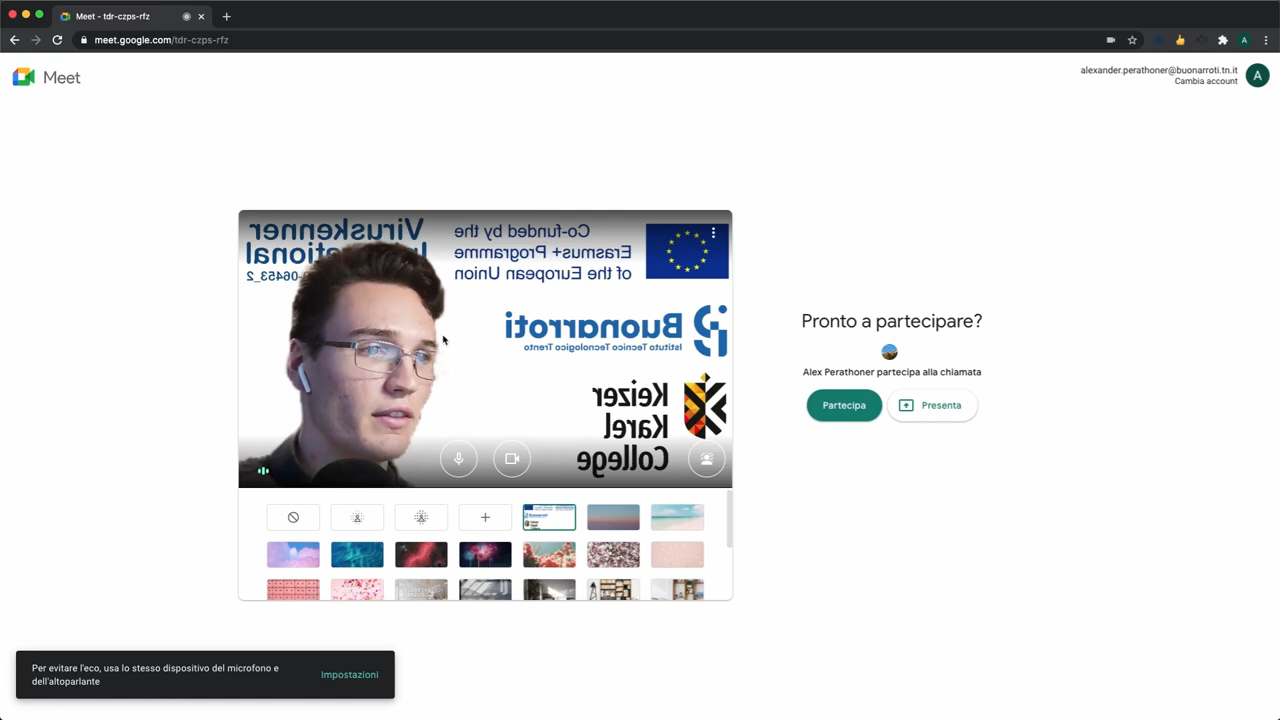 Meet - tdr-czps-rfz
meet.google.com/tdr-czps-rfz
A
Meet
alexander.perathoner@buonarroti.tn.it
Cambia account
A
Viruskenner
Co-funded by the
Erasmus+ Programme
of the European Union
06453_2
Buonarroti
Istituto Tecnico Tecnologico Trento
Keizer
Karel
College
Pronto a partecipare?
Alex Perathoner partecipa alla chiamata
Partecipa
Presenta
Per evitare l'eco, usa lo stesso dispositivo del microfono e
dell'altoparlante
Impostazioni